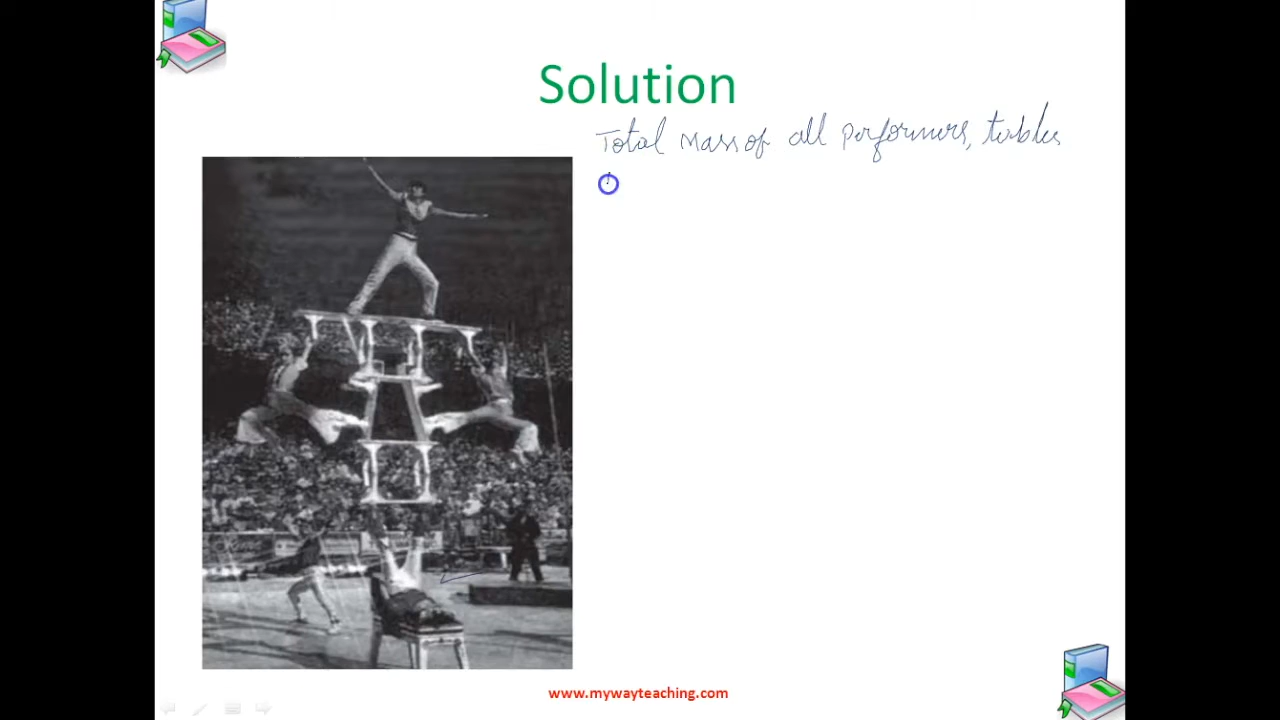 Solution
Total Mass of all performers, tables
www.mywayteaching.com